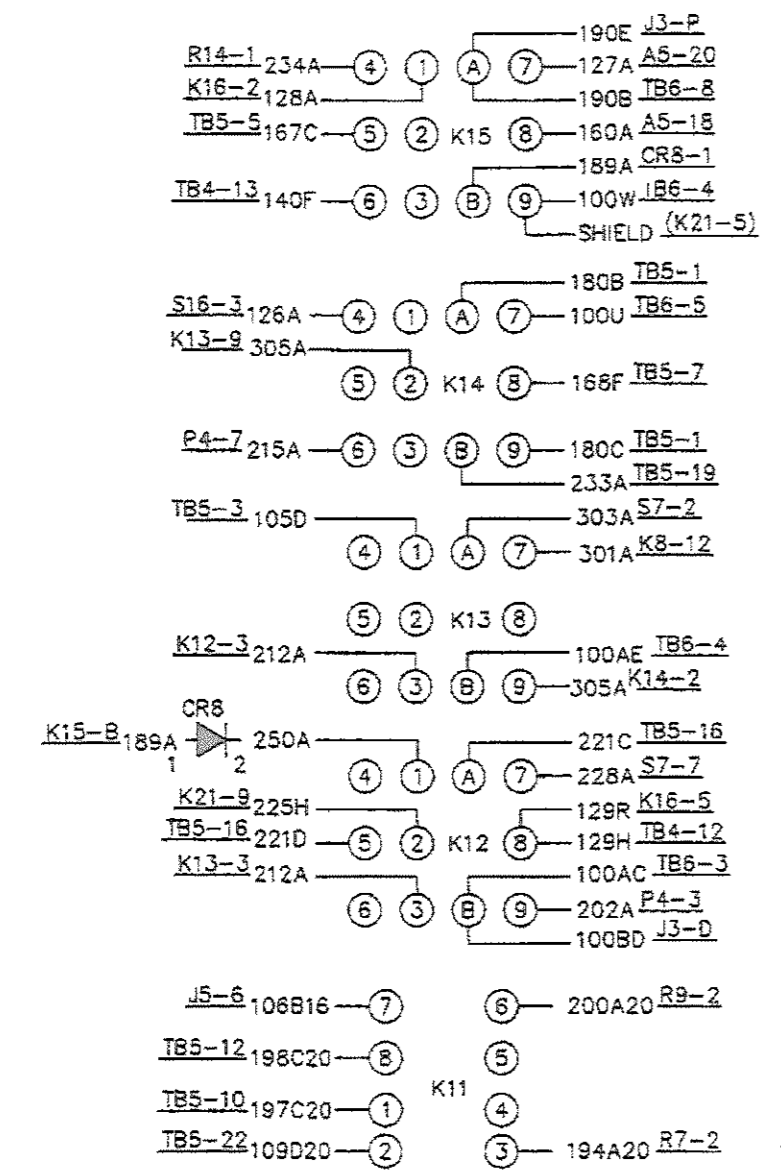 190E J3-P
R14-1 234A 4 1 A 7 127A A5-20
K16-2 128A 190B TB6-8
TB5-5 167C 5 2 K15 8 160A A5-18
189A CR8-1
TB4-13 140F 6 3 B 9 100W TB6-4
SHIELD (K21-5)
180B TB5-1
S16-3 126A 4 1 A 7 100U TB6-5
K13-9 305A
5 2 K14 8 168F TB5-7
P4-7 215A 6 3 B 9 180C TB5-1
233A TB5-19
TB5-3 105D 303A S7-2
4 1 A 7 301A K8-12
5 2 K13 8
K12-3 212A 100AE TB6-4
6 3 B 9 305A K14-2
CR8
K15-B 189A 250A 221C TB5-16
1 2
4 1 A 7 228A S7-7
K21-9 225H 129R K16-5
TB5-16 221D 5 2 K12 8 129H TB4-12
K13-3 212A 100AC TB6-3
6 3 B 9 202A P4-3
100BD J3-D
J5-6 106B16 7 6 200A20 R9-2
TB5-12 198C20 8 5
K11
TB5-10 197C20 1 4
TB5-22 109D20 2 3 194A20 R7-2